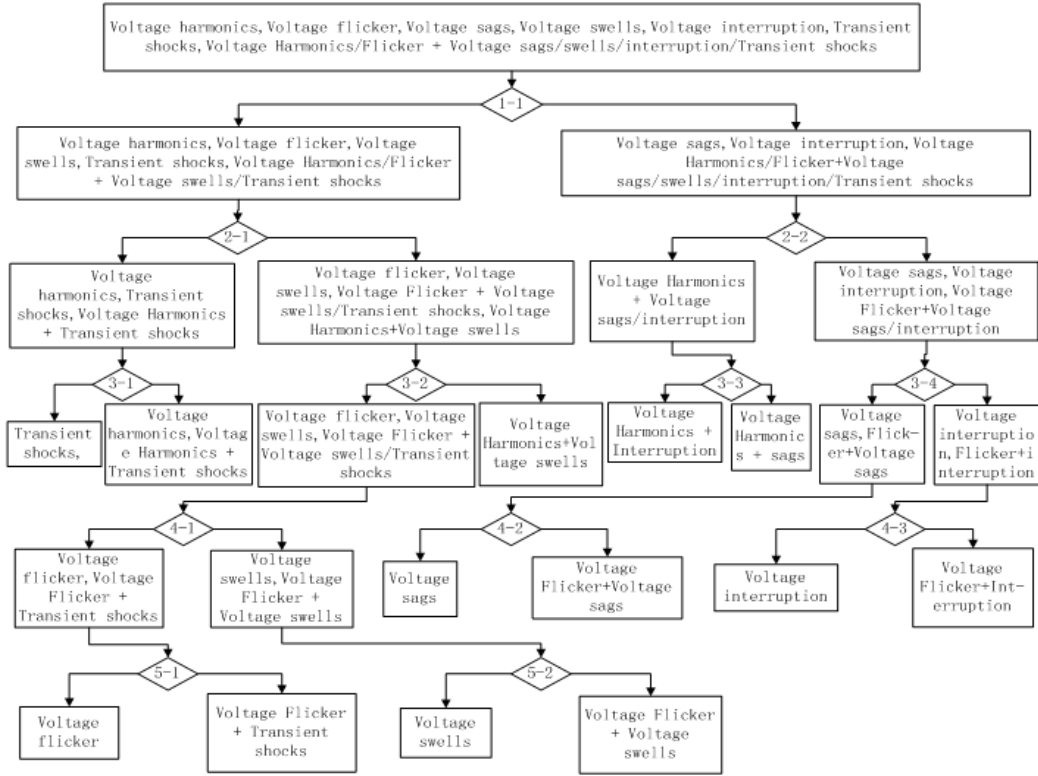 Voltage harmonics, Voltage flicker, Voltage sags, Voltage swells, Voltage interruption, Transient
shocks, Voltage Harmonics/Flicker + Voltage sags/swells/interruption/Transient shocks
1-1
Voltage harmonics, Voltage flicker, Voltage
swells, Transient shocks, Voltage Harmonics/Flicker
+ Voltage swells/Transient shocks
Voltage sags, Voltage interruption, Voltage
Harmonics/Flicker+Voltage
sags/swells/interruption/Transient shocks
2-1
2-2
Voltage
harmonics, Transient
shocks, Voltage Harmonics
+ Transient shocks
Voltage flicker, Voltage
swells, Voltage Flicker + Voltage
swells/Transient shocks, Voltage
Harmonics+Voltage swells
Voltage Harmonics
+ Voltage
sags/interruption
Voltage sags, Voltage
interruption, Voltage
Flicker+Voltage
sags/interruption
3-1
3-2
3-3
3-4
Transient
shocks,
Voltage
harmonics, Voltag
e Harmonics +
Transient shocks
Voltage flicker, Voltage
swells, Voltage Flicker +
Voltage swells/Transient
shocks
Voltage
Harmonics+Vol
tage swells
Voltage
Harmonics +
Interruption
Voltage
Harmonic
s + sags
Voltage
sags, Flick-
er+Voltage
sags
Voltage
interruptio
n, Flicker+i
nterruption
4-1
4-2
4-3
Voltage
flicker, Voltage
Flicker +
Transient shocks
Voltage
swells, Voltage
Flicker +
Voltage swells
Voltage
sags
Voltage
Flicker+Voltage
sags
Voltage
interruption
Voltage
Flicker+Int-
erruption
5-1
5-2
Voltage
flicker
Voltage Flicker
+ Transient
shocks
Voltage
swells
Voltage Flicker
+ Voltage
swells